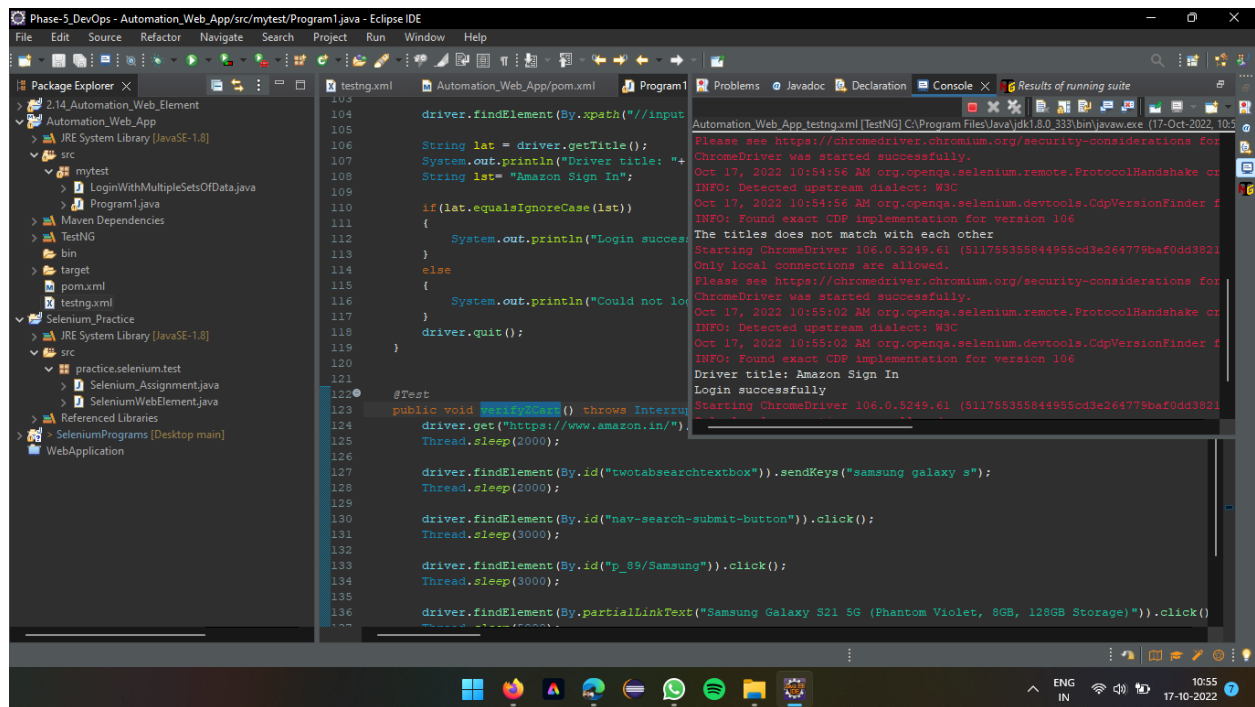 Phase-5_DevOps - Automation_Web_App/src/mytest/Program1.java - Eclipse IDE
File Edit Source Refactor Navigate Search Project Run Window Help
Package Explorer
2.14_Automation_Web_Element
Automation_Web_App
JRE System Library [JavaSE-1.8]
src
mytest
LoginWithMultipleSetsOfData.java
Program1.java
Maven Dependencies
TestNG
bin
target
pom.xml
testng.xml
Selenium_Practice
JRE System Library [JavaSE-1.8]
src
practice.selenium.test
Selenium_Assignment.java
SeleniumWebElement.java
Referenced Libraries
> SeleniumPrograms [Desktop main]
WebApplication
testng.xml Automation_Web_App/pom.xml Program1
103
104 driver.findElement(By.xpath("//input
105
106 String lat = driver.getTitle();
107 System.out.println("Driver title: "+
108 String lst= "Amazon Sign In";
109
110 if(lat.equalsIgnoreCase(lst))
111 {
112 System.out.println("Login success
113 }
114 else
115 {
116 System.out.println("Could not log
117 }
118 driver.quit();
119 }
120
121
122 @Test
123 public void verifyZCart() throws Interrup
124 driver.get("https://www.amazon.in/")
125 Thread.sleep(2000);
126
127 driver.findElement(By.id("twotabsearchtextbox")).sendKeys("samsung galaxy s");
128 Thread.sleep(2000);
129
130 driver.findElement(By.id("nav-search-submit-button")).click();
131 Thread.sleep(3000);
132
133 driver.findElement(By.id("p_89/Samsung")).click();
134 Thread.sleep(3000);
135
136 driver.findElement(By.partialLinkText("Samsung Galaxy S21 5G (Phantom Violet, 8GB, 128GB Storage)")).click()
137 Thread.sleep(5000);
Problems Javadoc Declaration Console Results of running suite
Automation_Web_App_testng.xml [TestNG] C:\Program Files\Java\jdk1.8.0_333\bin\javaw.exe (17-Oct-2022, 10:5
Please see https://chromedriver.chromium.org/security-considerations for
ChromeDriver was started successfully.
Oct 17, 2022 10:54:56 AM org.openqa.selenium.remote.ProtocolHandshake cr
INFO: Detected upstream dialect: W3C
Oct 17, 2022 10:54:56 AM org.openqa.selenium.devtools.CdpVersionFinder f
INFO: Found exact CDP implementation for version 106
The titles does not match with each other
Starting ChromeDriver 106.0.5249.61 (511755355844955cd3e264779baf0dd3821
Only local connections are allowed.
Please see https://chromedriver.chromium.org/security-considerations for
ChromeDriver was started successfully.
Oct 17, 2022 10:55:02 AM org.openqa.selenium.remote.ProtocolHandshake cr
INFO: Detected upstream dialect: W3C
Oct 17, 2022 10:55:02 AM org.openqa.selenium.devtools.CdpVersionFinder f
INFO: Found exact CDP implementation for version 106
Driver title: Amazon Sign In
Login successfully
Starting ChromeDriver 106.0.5249.61 (511755355844955cd3e264779baf0dd3821
ENG
IN
10:55
17-10-2022
7